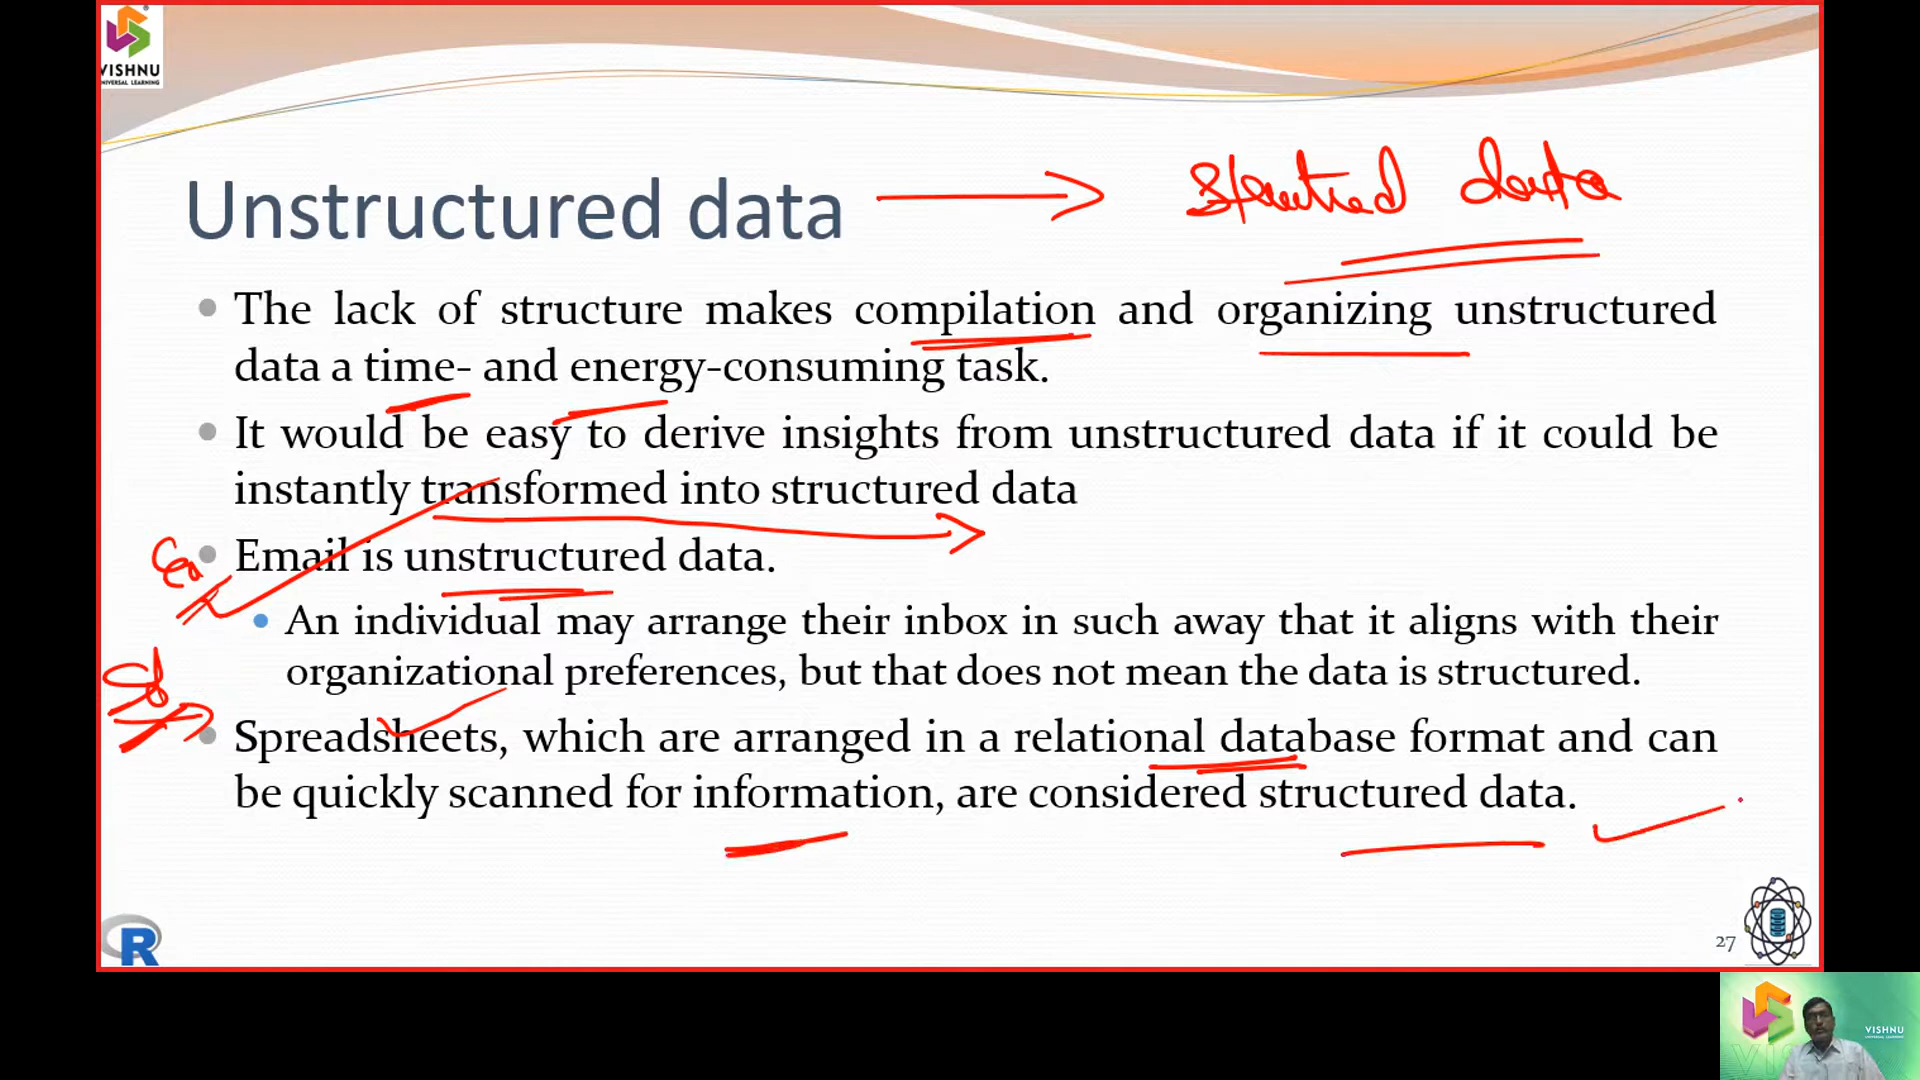 VISHNU
UNIVERSAL LEARNING
Unstructured data
data
The lack of structure makes compilation and organizing unstructured
data a time- and energy-consuming task.
It would be easy to derive insights from unstructured data if it could be
instantly transformed into structured data
Email is unstructured data.
An individual may arrange their inbox in such away that it aligns with their
organizational preferences, but that does not mean the data is structured.
Spreadsheets, which are arranged in a relational database format and can
be quickly scanned for information, are considered structured data.
R
27
VISHNU
UNIVERSAL LEARNING